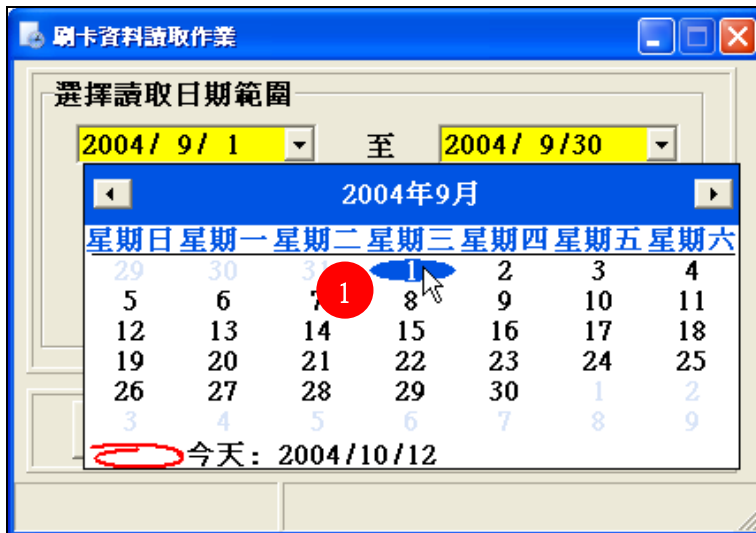 刷卡資料讀取作業
選擇讀取日期範圍
2004/ 9/ 1 至 2004/ 9/30
2004年9月
星期日 星期一 星期二 星期三 星期四 星期五 星期六
29 30 31 1 2 3 4
5 6 7 8 9 10 11
1
12 13 14 15 16 17 18
19 20 21 22 23 24 25
26 27 28 29 30 1 2
3 4 5 6 7 8 9
今天: 2004/10/12